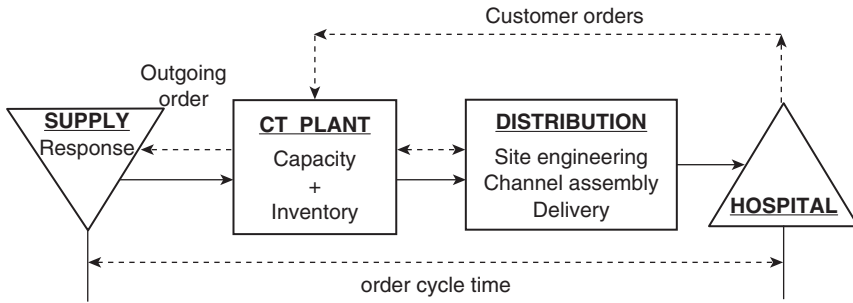 Customer orders
Outgoing
order
SUPPLY
Response
CT PLANT
Capacity
+
Inventory
DISTRIBUTION
Site engineering
Channel assembly
Delivery
HOSPITAL
order cycle time